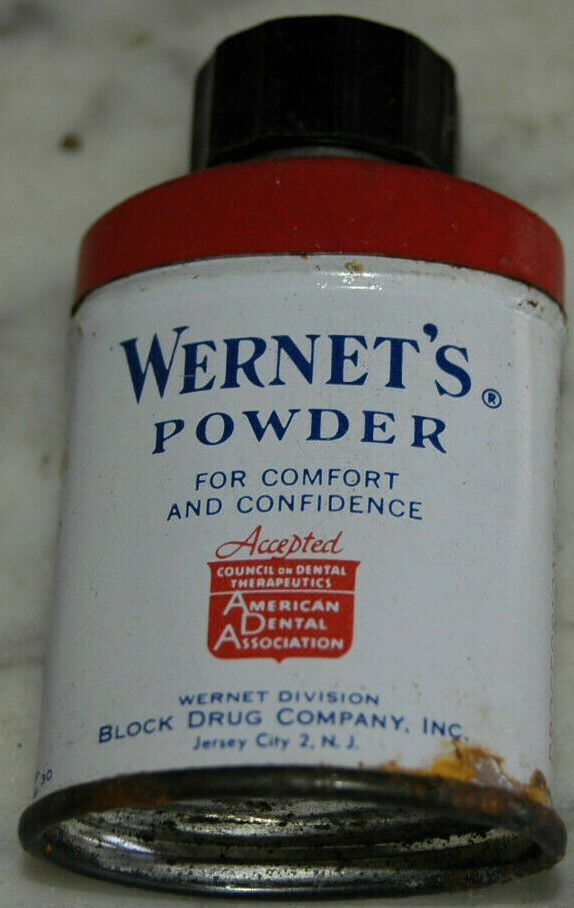 WERNET'S ®
POWDER
FOR COMFORT
AND CONFIDENCE
Accepted
COUNCIL ON DENTAL
THERAPEUTICS
AMERICAN
DENTAL
ASSOCIATION
WERNET DIVISION
BLOCK DRUG COMPANY, INC.
Jersey City 2, N. J.
30